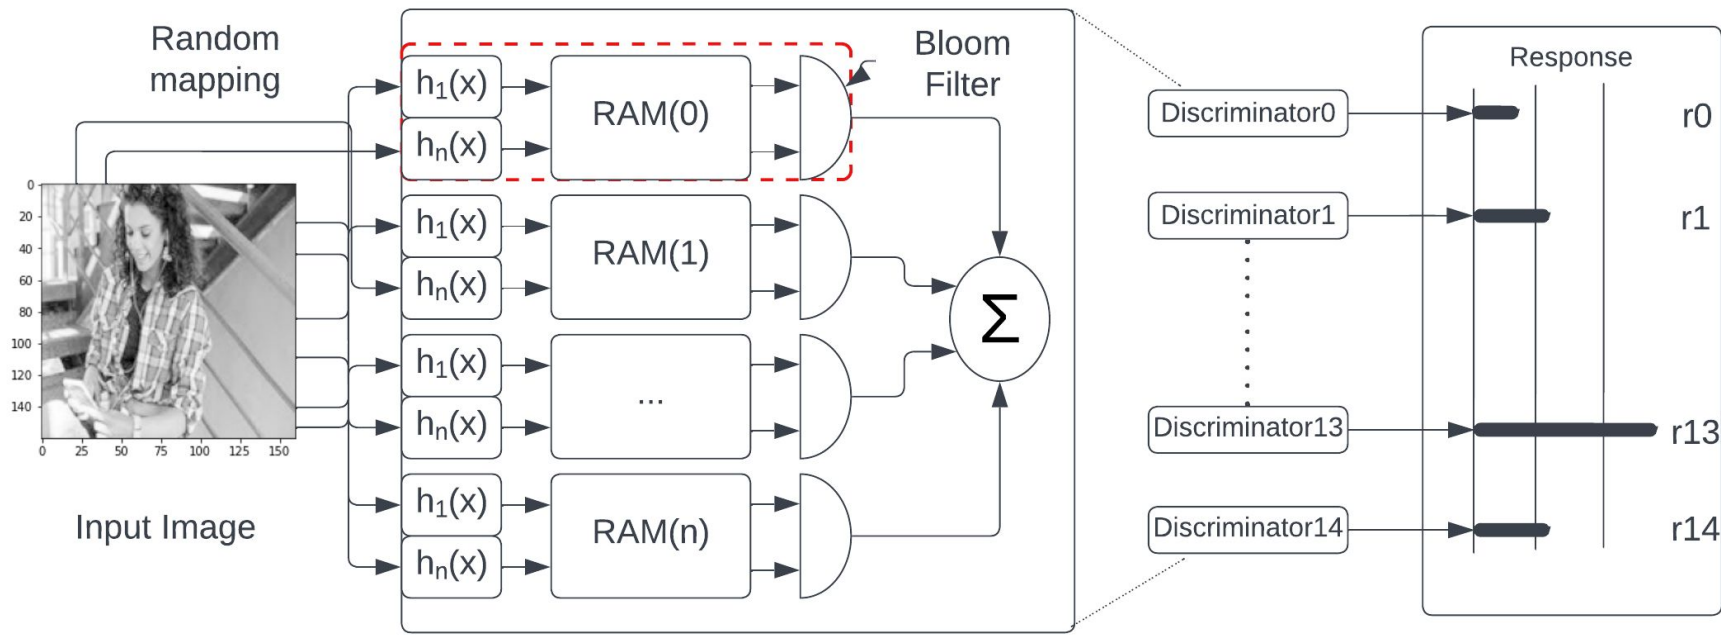 Random
mapping
h1(x)
hn(x)
RAM(0)
Bloom
Filter
h1(x)
hn(x)
RAM(1)
h1(x)
hn(x)
...
h1(x)
hn(x)
RAM(n)
Σ
0
20
40
60
80
100
120
140
0 25 50 75 100 125 150
Input Image
Discriminator0
Discriminator1
Discriminator13
Discriminator14
Response
r0
r1
r13
r14